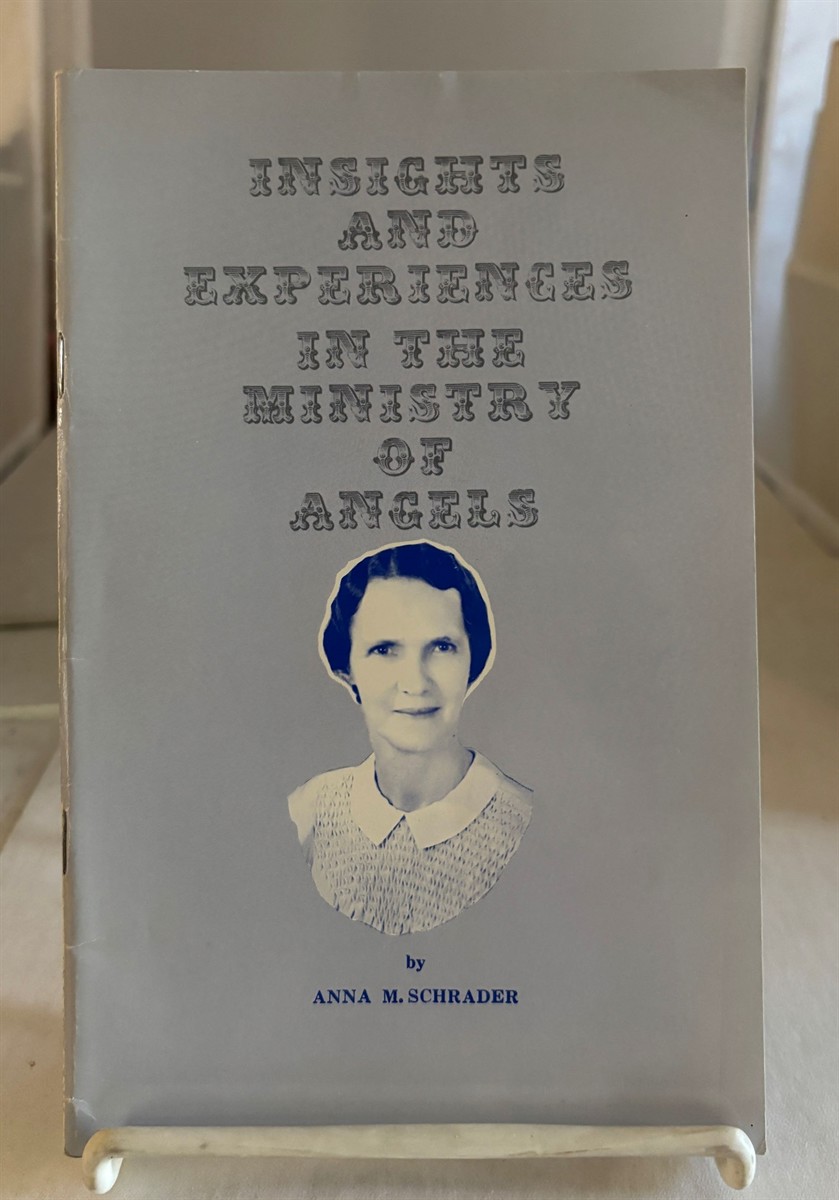 INSIGHTS
AND
EXPERIENCES
IN THE
MINISTRY
OF
ANGELS
by
ANNA M. SCHRADER